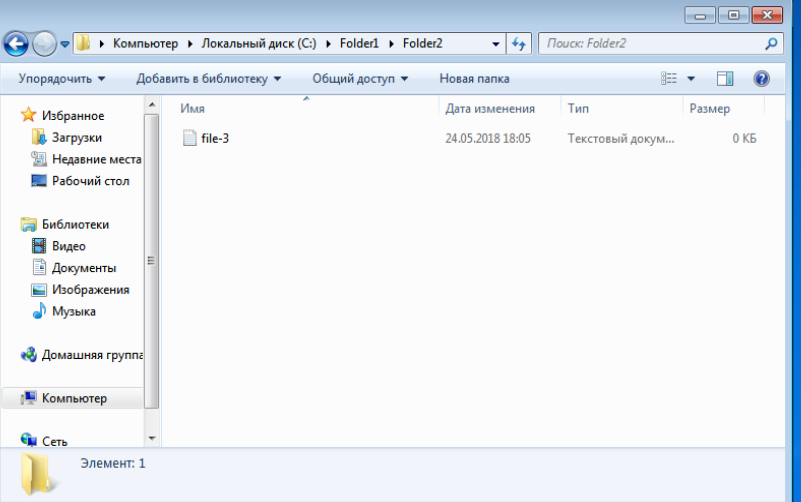 Компьютер ▸ Локальный диск (C:) ▸ Folder1 ▸ Folder2
Поиск: Folder2
Упорядочить Добавить в библиотеку Общий доступ Новая папка
Избранное
Загрузки
Недавние места
Рабочий стол
Библиотеки
Видео
Документы
Изображения
Музыка
Домашняя группа
Компьютер
Сеть
Имя Дата изменения Тип Размер
file-3 24.05.2018 18:05 Текстовый докум... 0 КБ
Элемент: 1